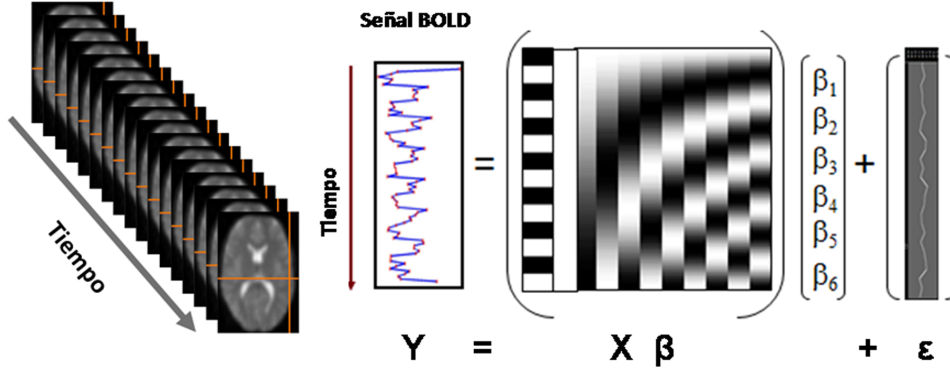 Señal BOLD
Tiempo
Tiempo
=
β1
β2
β3
β4
β5
β6
+
Y = X β + ε